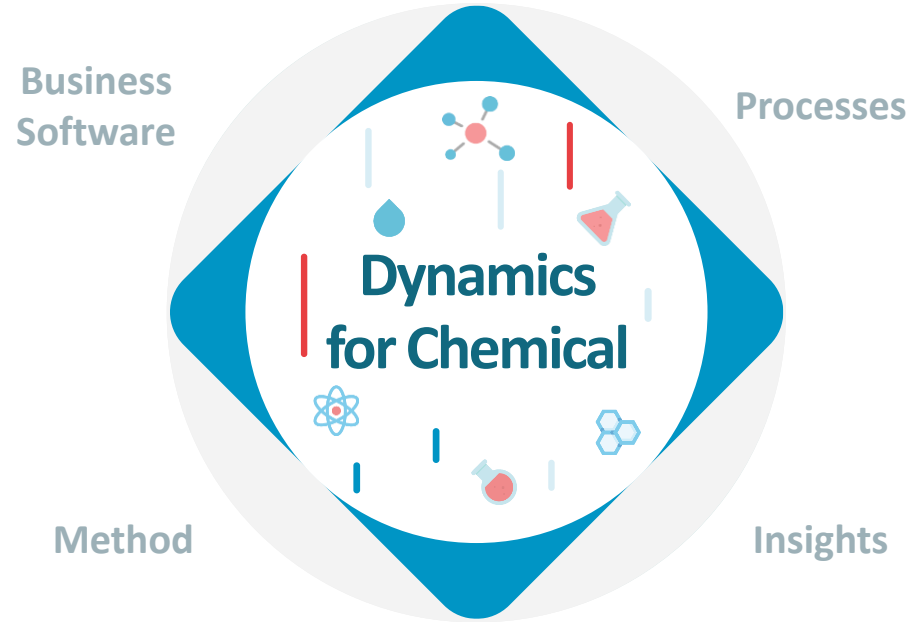 Business
Software
Processes
Dynamics
for Chemical
Method
Insights